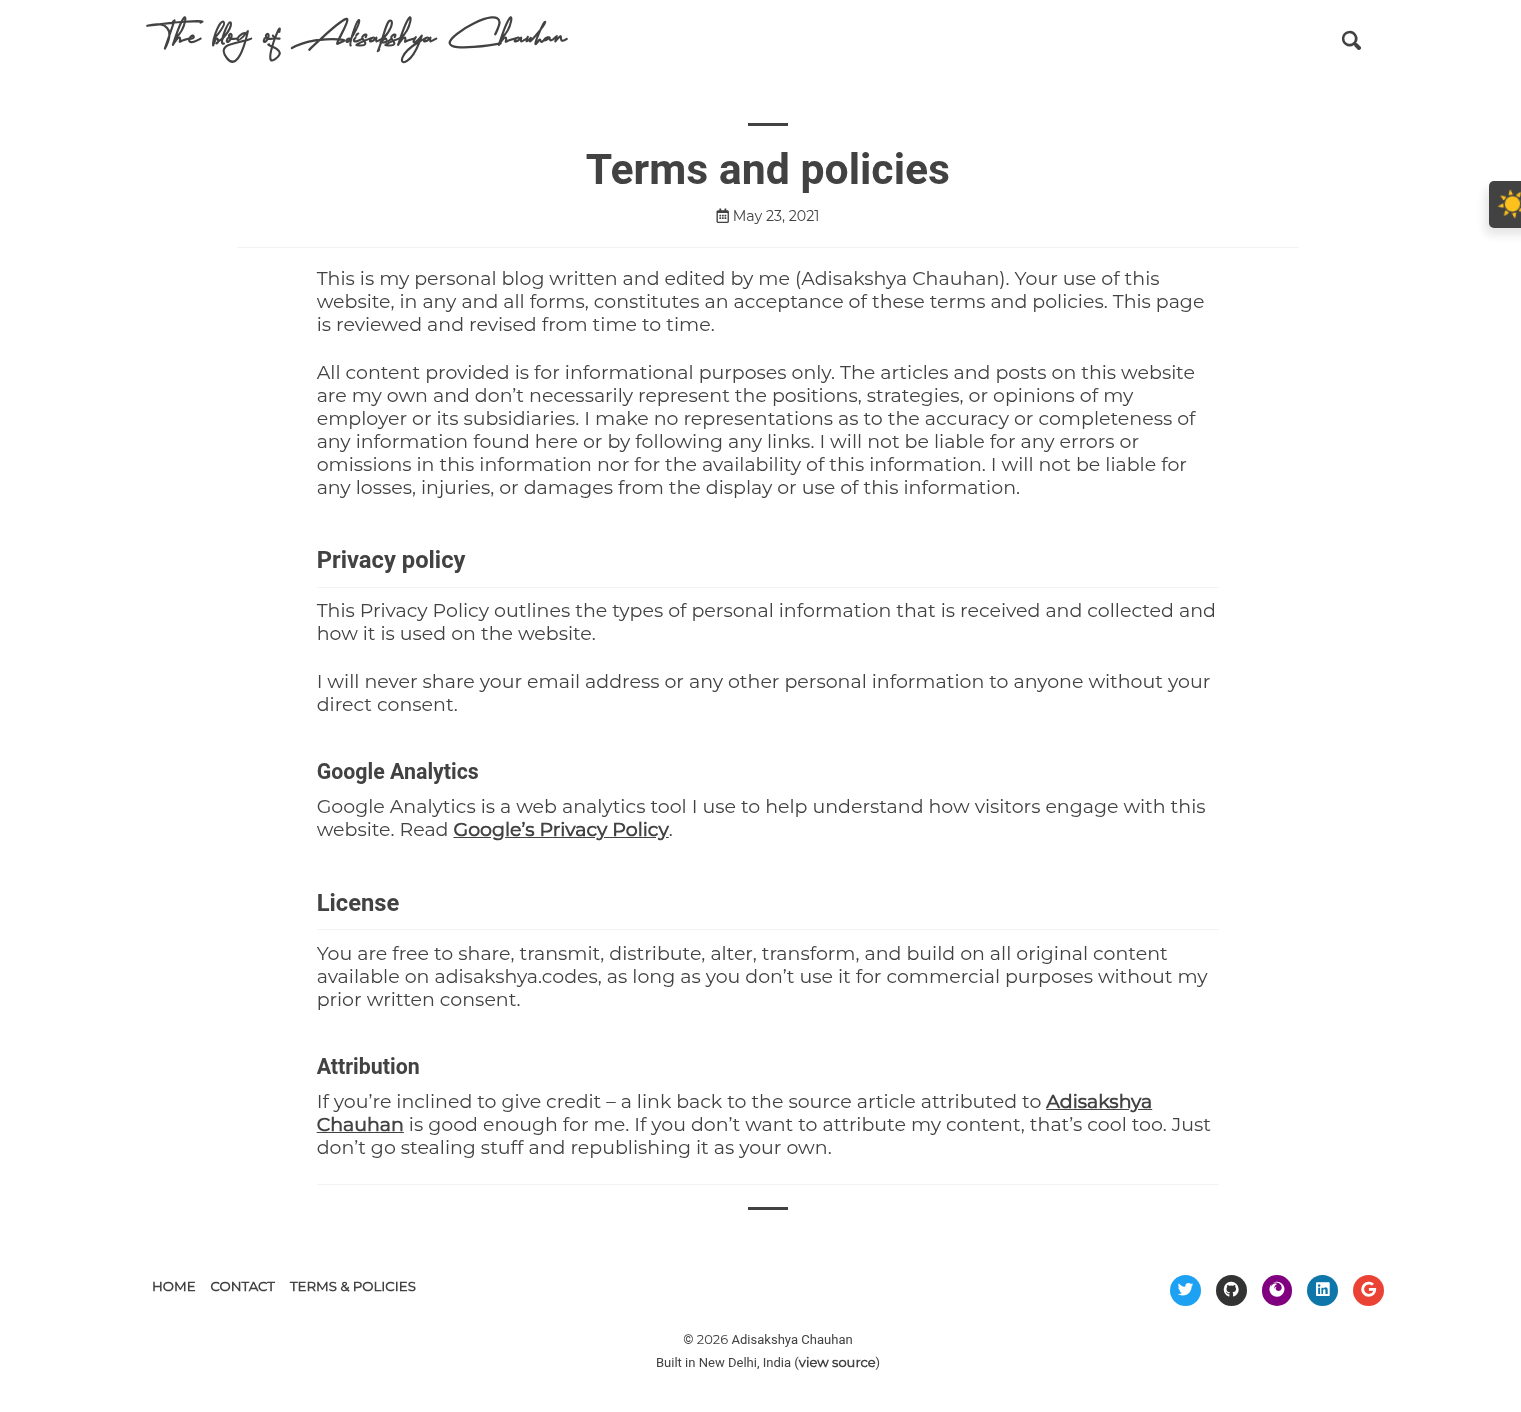 The blog of Adisakshya Chauhan
Terms and policies
May 23, 2021
This is my personal blog written and edited by me (Adisakshya Chauhan). Your use of this
website, in any and all forms, constitutes an acceptance of these terms and policies. This page
is reviewed and revised from time to time.
All content provided is for informational purposes only. The articles and posts on this website
are my own and don’t necessarily represent the positions, strategies, or opinions of my
employer or its subsidiaries. I make no representations as to the accuracy or completeness of
any information found here or by following any links. I will not be liable for any errors or
omissions in this information nor for the availability of this information. I will not be liable for
any losses, injuries, or damages from the display or use of this information.
Privacy policy
This Privacy Policy outlines the types of personal information that is received and collected and
how it is used on the website.
I will never share your email address or any other personal information to anyone without your
direct consent.
Google Analytics
Google Analytics is a web analytics tool I use to help understand how visitors engage with this
website. Read Google’s Privacy Policy.
License
You are free to share, transmit, distribute, alter, transform, and build on all original content
available on adisakshya.codes, as long as you don’t use it for commercial purposes without my
prior written consent.
Attribution
If you’re inclined to give credit – a link back to the source article attributed to Adisakshya
Chauhan is good enough for me. If you don’t want to attribute my content, that’s cool too. Just
don’t go stealing stuff and republishing it as your own.
HOME CONTACT TERMS & POLICIES
© 2026 Adisakshya Chauhan
Built in New Delhi, India (view source)